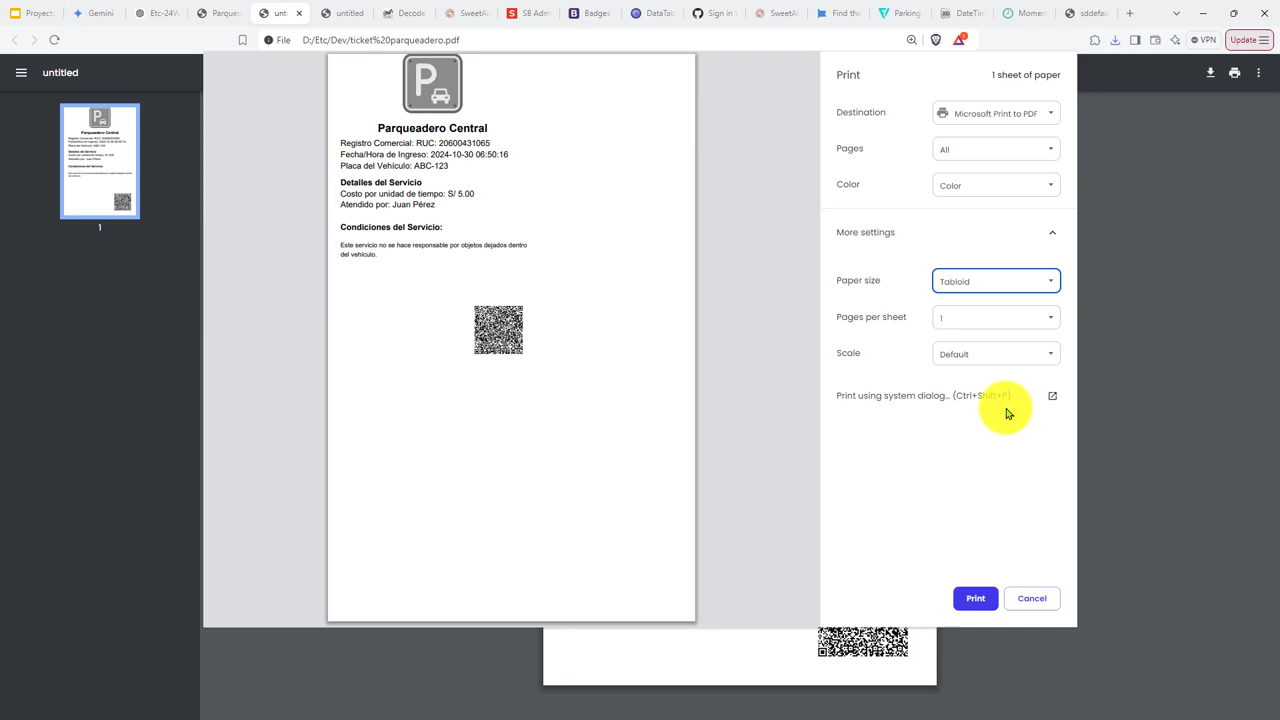 Proyect
Gemini
Etc-24W
Parqueo
unt
untitled
Decode
SweetAl
SB Adm
Badges
DataTab
Sign in t
SweetAl
Find the
Parking
DateTim
Momen
sddefau
File
D:/Etc/Dev/ticket%20parqueadero.pdf
VPN
Update
untitled
1
P
Parqueadero Central
Registro Comercial: RUC: 20600431065
Fecha/Hora de Ingreso: 2024-10-30 06:50:16
Placa del Vehículo: ABC-123
Detalles del Servicio
Costo por unidad de tiempo: S/ 5.00
Atendido por: Juan Pérez
Condiciones del Servicio:
Este servicio no se hace responsable por objetos dejados dentro
del vehículo.
Print
1 sheet of paper
Destination
Microsoft Print to PDF
Pages
All
Color
Color
More settings
Paper size
Tabloid
Pages per sheet
1
Scale
Default
Print using system dialog... (Ctrl+Shift+P)
Print
Cancel